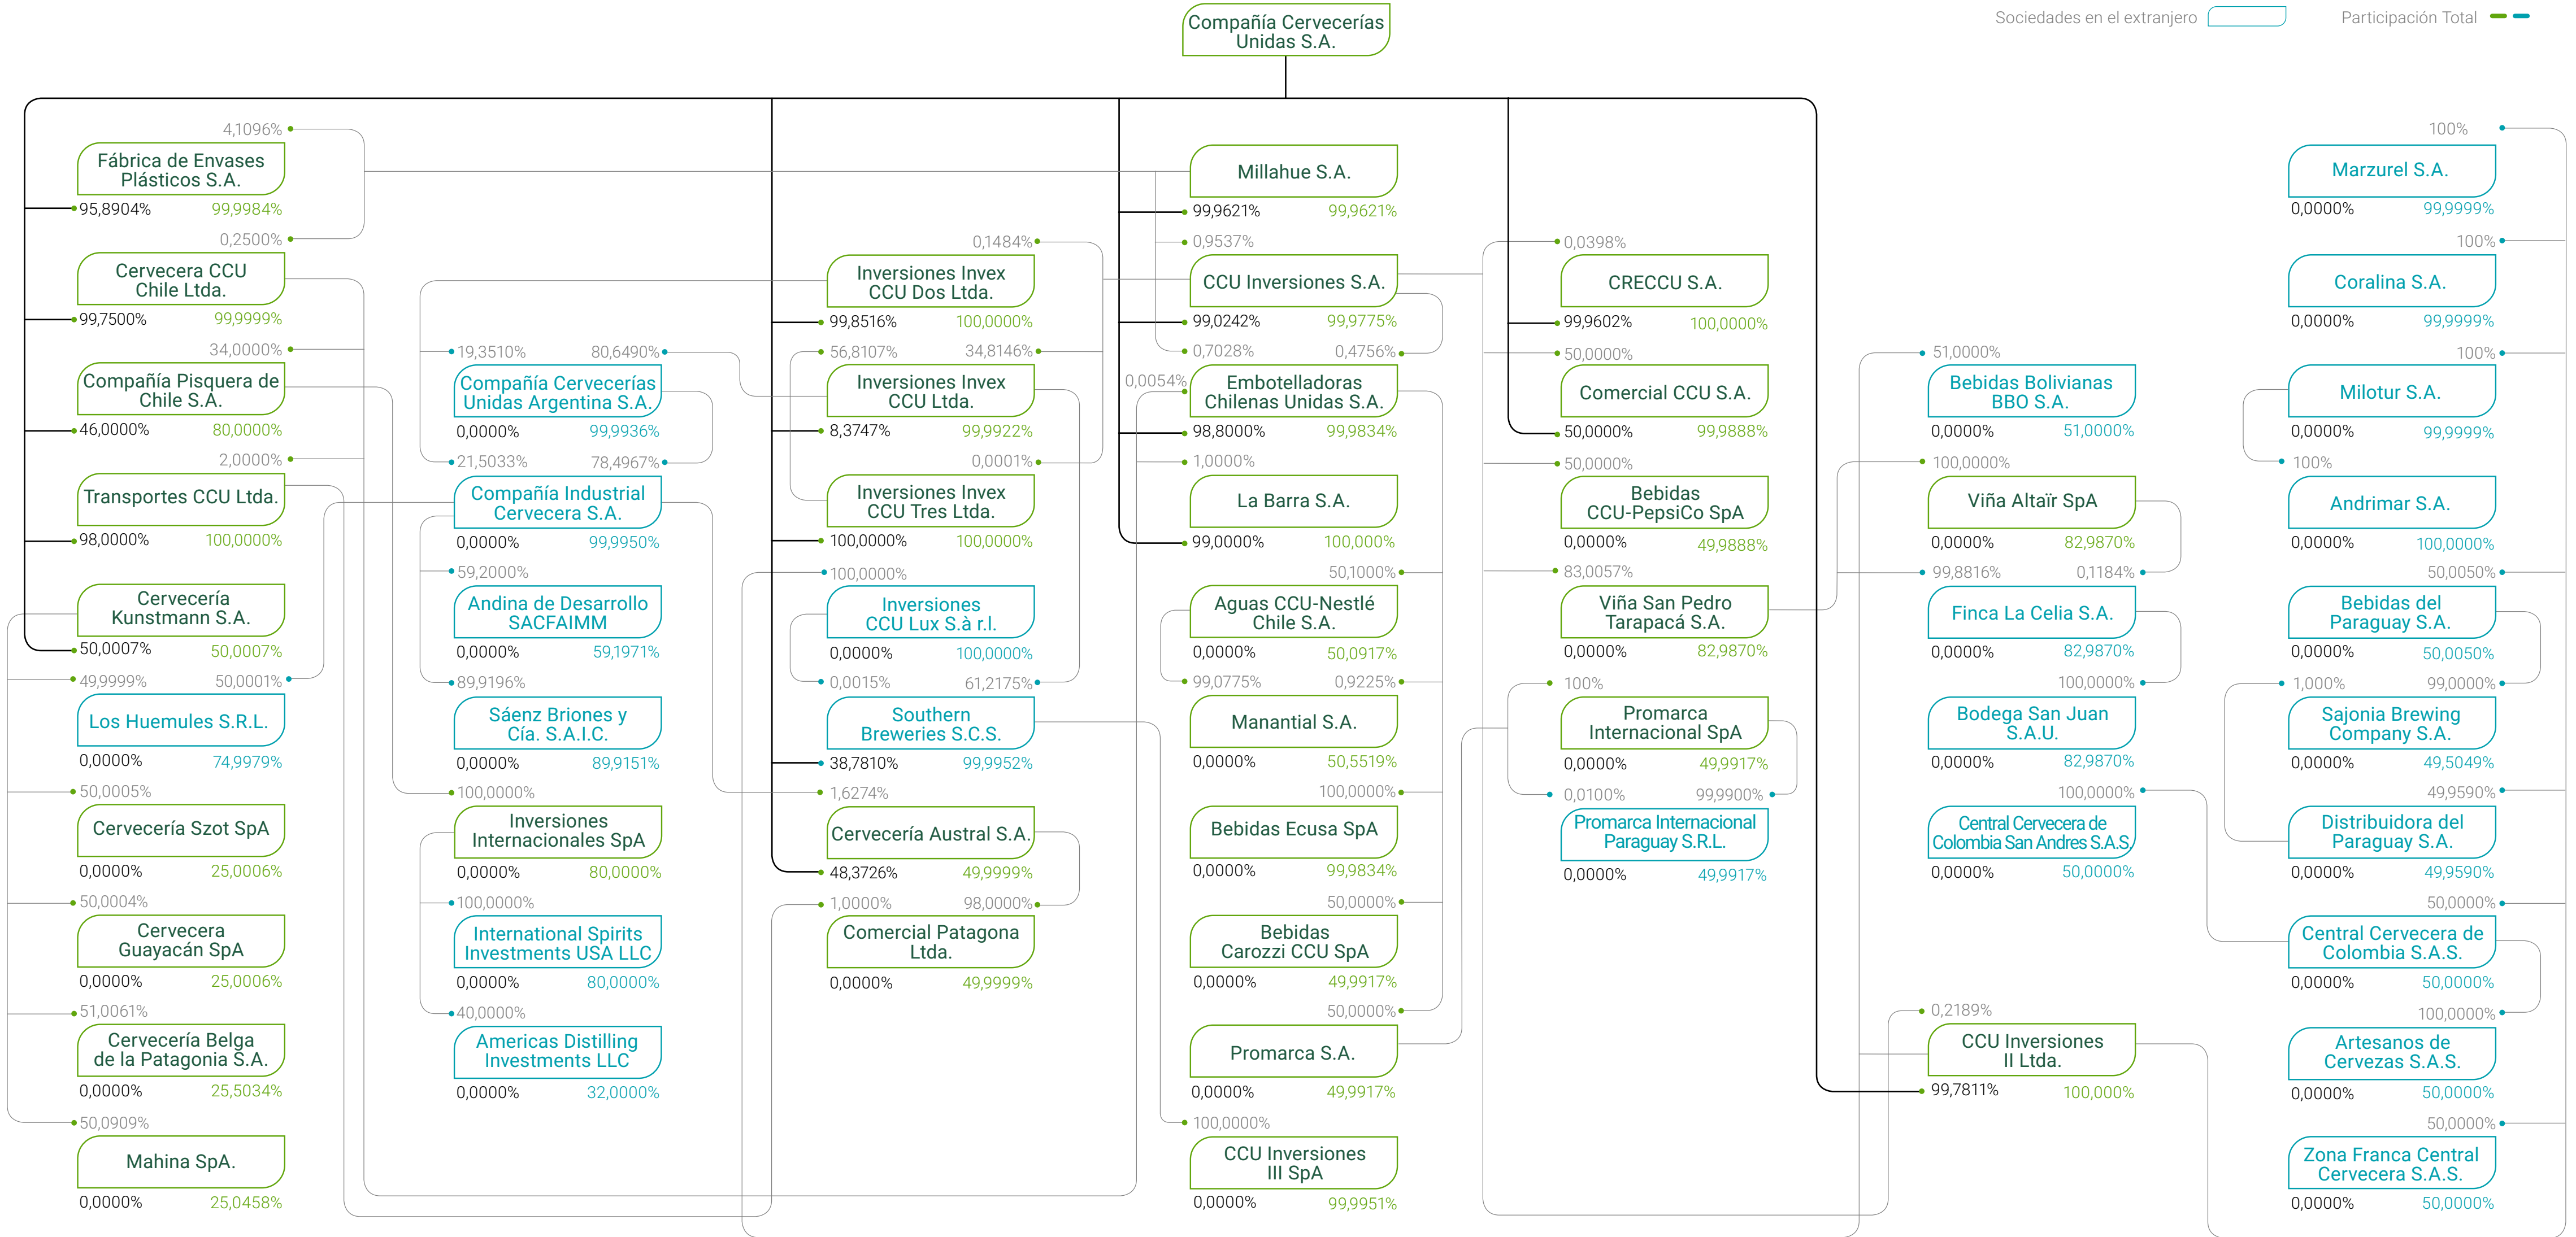 Compañía Cervecerías
Unidas S.A.
Sociedades en el extranjero
Participación Total
4,1096%
Fábrica de Envases
Plásticos S.A.
95,8904% 99,9984%
0,2500%
Cervecera CCU
Chile Ltda.
99,7500% 99,9999%
34,0000%
Compañía Pisquera de
Chile S.A.
46,0000% 80,0000%
2,0000%
Transportes CCU Ltda.
98,0000% 100,0000%
Cervecería
Kunstmann S.A.
50,0007% 50,0007%
49,9999% 50,0001%
Los Huemules S.R.L.
0,0000% 74,9979%
50,0005%
Cervecería Szot SpA
0,0000% 25,0006%
50,0004%
Cervecera
Guayacán SpA
0,0000% 25,0006%
51,0061%
Cervecería Belga
de la Patagonia S.A.
0,0000% 25,5034%
50,0909%
Mahina SpA.
0,0000% 25,0458%
19,3510% 80,6490%
Compañía Cervecerías
Unidas Argentina S.A.
0,0000% 99,9936%
21,5033% 78,4967%
Compañía Industrial
Cervecera S.A.
0,0000% 99,9950%
59,2000%
Andina de Desarrollo
SACFAIMM
0,0000% 59,1971%
89,9196%
Sáenz Briones y
Cía. S.A.I.C.
0,0000% 89,9151%
100,0000%
Inversiones
Internacionales SpA
0,0000% 80,0000%
100,0000%
International Spirits
Investments USA LLC
0,0000% 80,0000%
40,0000%
Americas Distilling
Investments LLC
0,0000% 32,0000%
0,1484%
Inversiones Invex
CCU Dos Ltda.
99,8516% 100,0000%
56,8107% 34,8146%
Inversiones Invex
CCU Ltda.
8,3747% 99,9922%
0,0001%
Inversiones Invex
CCU Tres Ltda.
100,0000% 100,0000%
100,0000%
Inversiones
CCU Lux S.à r.l.
0,0000% 100,0000%
0,0015% 61,2175%
Southern
Breweries S.C.S.
38,7810% 99,9952%
1,6274%
Cervecería Austral S.A.
48,3726% 49,9999%
1,0000% 98,0000%
Comercial Patagona
Ltda.
0,0000% 49,9999%
Millahue S.A.
99,9621% 99,9621%
0,9537%
CCU Inversiones S.A.
99,0242% 99,9775%
0,7028% 0,4756%
0,0054%
Embotelladoras
Chilenas Unidas S.A.
98,8000% 99,9834%
1,0000%
La Barra S.A.
99,0000% 100,000%
50,1000%
Aguas CCU-Nestlé
Chile S.A.
0,0000% 50,0917%
99,0775% 0,9225%
Manantial S.A.
0,0000% 50,5519%
100,0000%
Bebidas Ecusa SpA
0,0000% 99,9834%
50,0000%
Bebidas
Carozzi CCU SpA
0,0000% 49,9917%
50,0000%
Promarca S.A.
0,0000% 49,9917%
100,0000%
CCU Inversiones
III SpA
0,0000% 99,9951%
0,0398%
CRECCU S.A.
99,9602% 100,0000%
50,0000%
Comercial CCU S.A.
50,0000% 99,9888%
50,0000%
Bebidas
CCU-PepsiCo SpA
0,0000% 49,9888%
83,0057%
Viña San Pedro
Tarapacá S.A.
0,0000% 82,9870%
100%
Promarca
Internacional SpA
0,0000% 49,9917%
0,0100% 99,9900%
Promarca Internacional
Paraguay S.R.L.
0,0000% 49,9917%
51,0000%
Bebidas Bolivianas
BBO S.A.
0,0000% 51,0000%
100,0000%
Viña Altaïr SpA
0,0000% 82,9870%
99,8816% 0,1184%
Finca La Celia S.A.
0,0000% 82,9870%
100,0000%
Bodega San Juan
S.A.U.
0,0000% 82,9870%
100,0000%
Central Cervecera de
Colombia San Andres S.A.S.
0,0000% 50,0000%
0,2189%
CCU Inversiones
II Ltda.
99,7811% 100,000%
100%
Marzurel S.A.
0,0000% 99,9999%
100%
Coralina S.A.
0,0000% 99,9999%
100%
Milotur S.A.
0,0000% 99,9999%
100%
Andrimar S.A.
0,0000% 100,0000%
50,0050%
Bebidas del
Paraguay S.A.
0,0000% 50,0050%
1,000% 99,0000%
Sajonia Brewing
Company S.A.
0,0000% 49,5049%
49,9590%
Distribuidora del
Paraguay S.A.
0,0000% 49,9590%
50,0000%
Central Cervecera de
Colombia S.A.S.
0,0000% 50,0000%
100,0000%
Artesanos de
Cervezas S.A.S.
0,0000% 50,0000%
50,0000%
Zona Franca Central
Cervecera S.A.S.
0,0000% 50,0000%